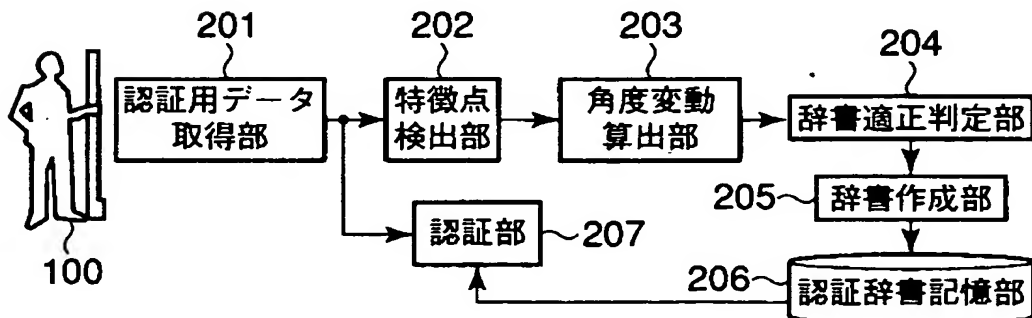 201
202
203
204
認証用データ
取得部
特徴点
検出部
角度変動
算出部
辞書適正判定部
205
辞書作成部
認証部
207
100
206
認証辞書記憶部